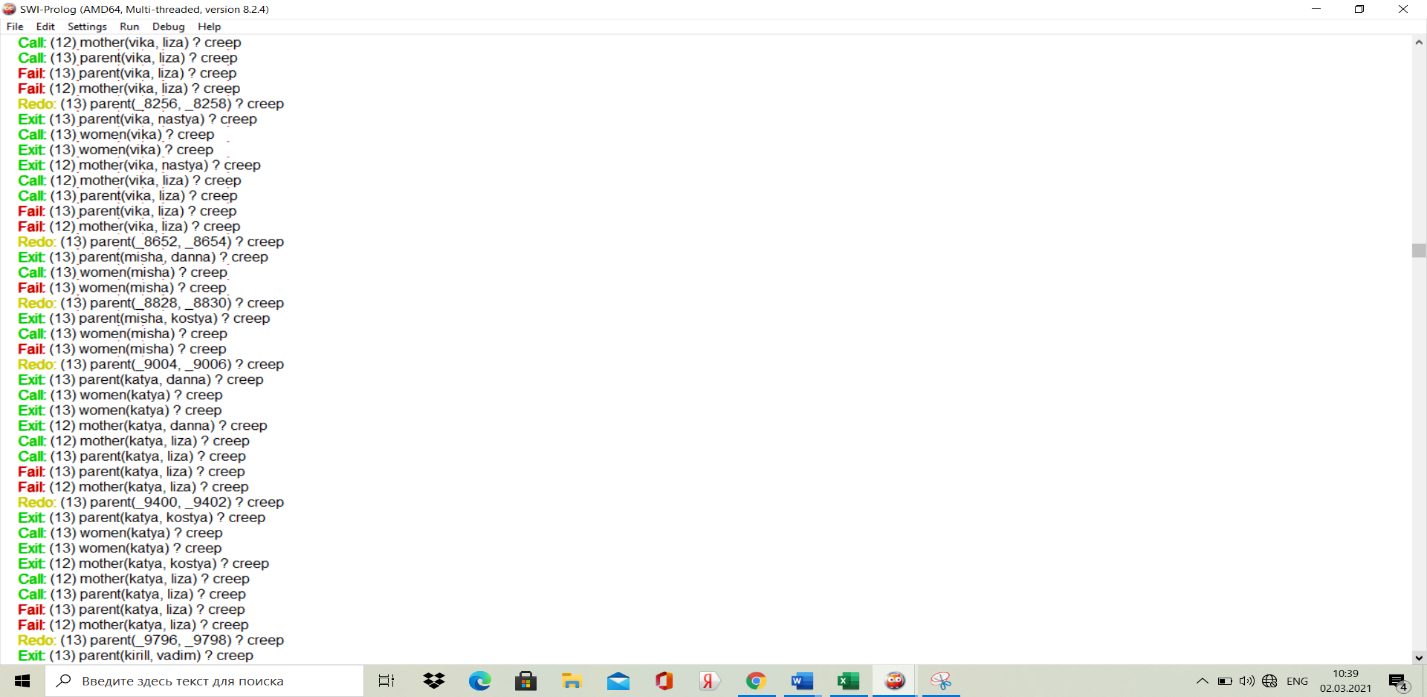 SWI-Prolog (AMD64, Multi-threaded, version 8.2.4)
File Edit Settings Run Debug Help
Call: (12) mother(vika, liza) ? creep
Call: (13) parent(vika, liza) ? creep
Fail: (13) parent(vika, liza) ? creep
Fail: (12) mother(vika, liza) ? creep
Redo: (13) parent(_8256, _8258) ? creep
Exit: (13) parent(vika, nastya) ? creep
Call: (13) women(vika) ? creep
Exit: (13) women(vika) ? creep
Exit: (12) mother(vika, nastya) ? creep
Call: (12) mother(vika, liza) ? creep
Call: (13) parent(vika, liza) ? creep
Fail: (13) parent(vika, liza) ? creep
Fail: (12) mother(vika, liza) ? creep
Redo: (13) parent(_8652, _8654) ? creep
Exit: (13) parent(misha, danna) ? creep
Call: (13) women(misha) ? creep
Fail: (13) women(misha) ? creep
Redo: (13) parent(_8828, _8830) ? creep
Exit: (13) parent(misha, kostya) ? creep
Call: (13) women(misha) ? creep
Fail: (13) women(misha) ? creep
Redo: (13) parent(_9004, _9006) ? creep
Exit: (13) parent(katya, danna) ? creep
Call: (13) women(katya) ? creep
Exit: (13) women(katya) ? creep
Exit: (12) mother(katya, danna) ? creep
Call: (12) mother(katya, liza) ? creep
Call: (13) parent(katya, liza) ? creep
Fail: (13) parent(katya, liza) ? creep
Fail: (12) mother(katya, liza) ? creep
Redo: (13) parent(_9400, _9402) ? creep
Exit: (13) parent(katya, kostya) ? creep
Call: (13) women(katya) ? creep
Exit: (13) women(katya) ? creep
Exit: (12) mother(katya, kostya) ? creep
Call: (12) mother(katya, liza) ? creep
Call: (13) parent(katya, liza) ? creep
Fail: (13) parent(katya, liza) ? creep
Fail: (12) mother(katya, liza) ? creep
Redo: (13) parent(_9796, _9798) ? creep
Exit: (13) parent(kirill, vadim) ? creep
Введите здесь текст для поиска
Я
W
X
ENG
10:39
02.03.2021
4